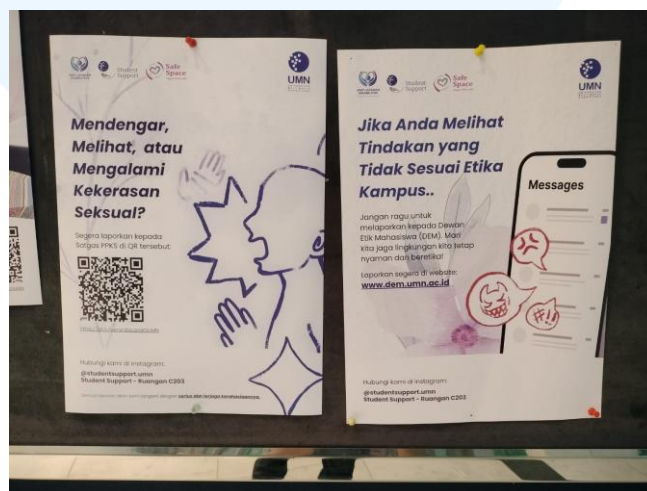 Student
Support
Safe
Space
UMN
Mendengar,
Melihat, atau
Mengalami
Kekerasan
Seksual?
Segera laporkan kepada
Satgas PPKS di QR tersebut:
Hubungi kami di Instagram:
@studentsupport.umn
Student Support - Ruangan C203
serius dan terjaga kerahasiaannya.
Student
Support
Safe
Space
UMN
Jika Anda Melihat
Tindakan yang
Tidak Sesuai Etika
Kampus..
Jangan ragu untuk
melaporkan kepada Dewan
Etik Mahasiswa (DEM). Mari
kita jaga lingkungan kita tetap
nyaman dan beretika!
Laporkan segera di website:
www.dem.umn.ac.id
Messages
#!!
Hubungi kami di Instagram:
@studentsupport.umn
Student Support - Ruangan C203